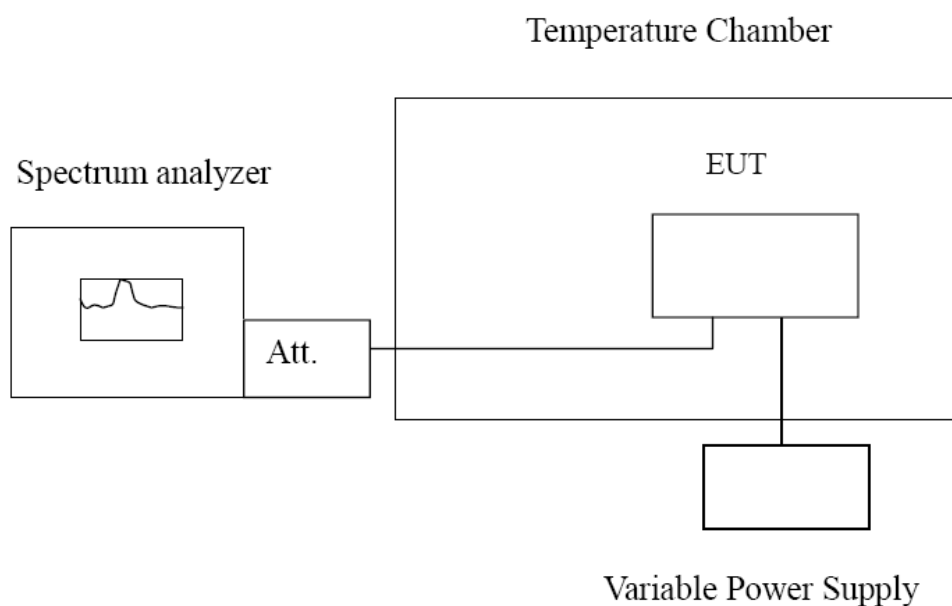 Temperature Chamber
Spectrum analyzer
EUT
Att.
Variable Power Supply